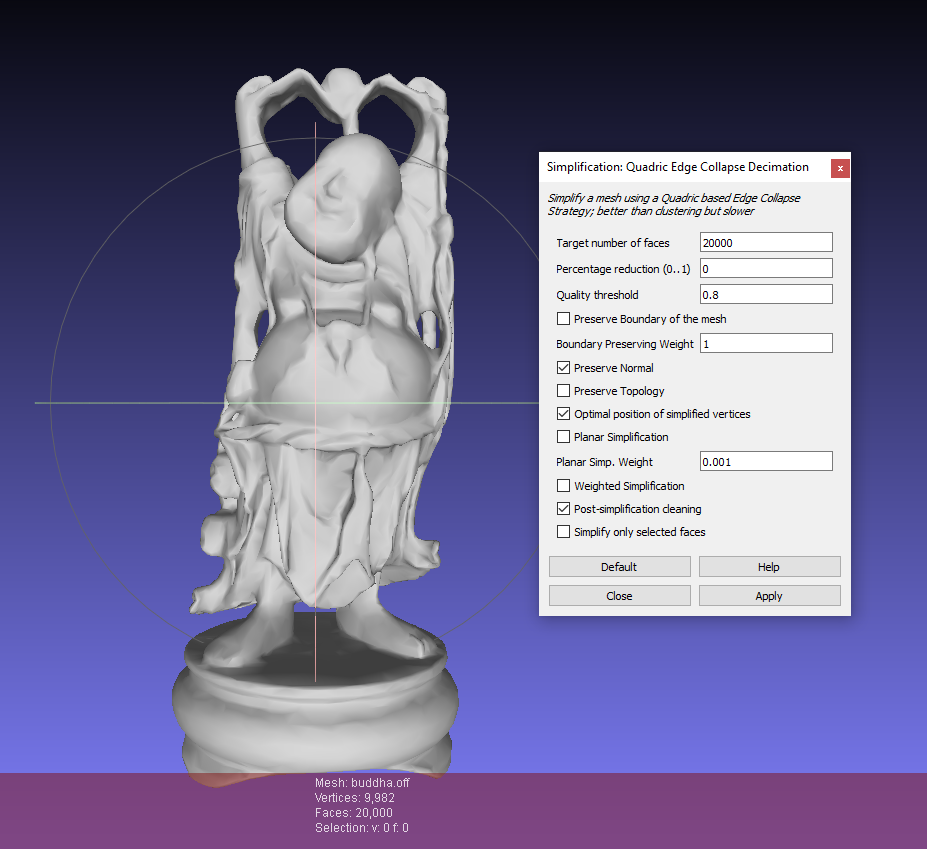 Simplification: Quadric Edge Collapse Decimation
x
Simplify a mesh using a Quadric based Edge Collapse
Strategy; better than clustering but slower
Target number of faces 20000
Percentage reduction (0..1) 0
Quality threshold 0.8
Preserve Boundary of the mesh
Boundary Preserving Weight 1
Preserve Normal
Preserve Topology
Optimal position of simplified vertices
Planar Simplification
Planar Simp. Weight 0.001
Weighted Simplification
Post-simplification cleaning
Simplify only selected faces
Default Help
Close Apply
Mesh: buddha.off
Vertices: 9,982
Faces: 20,000
Selection: v: 0 f: 0